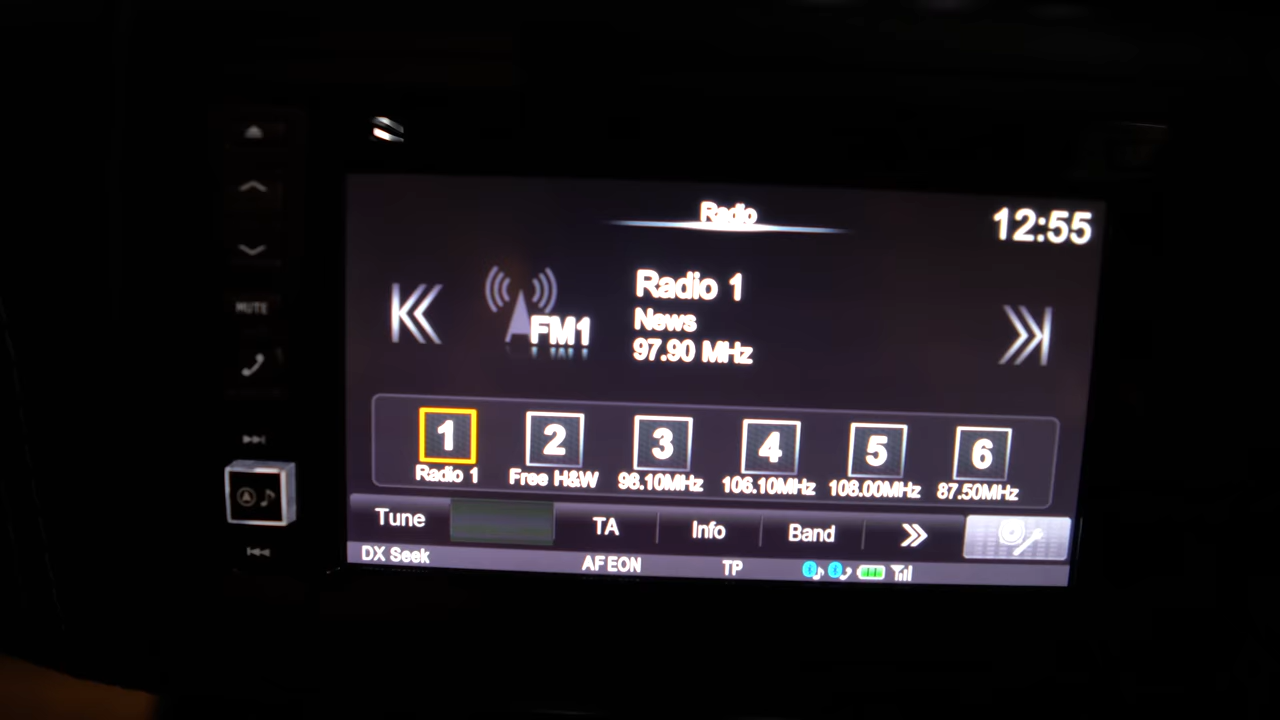 Radio
12:55
Radio 1
News
97.90 MHz
FM1
MUTE
1 2 3 4 5 6
Radio 1 Free H&W 98.10MHz 106.10MHz 108.00MHz 87.50MHz
Tune TA Info Band
DX Seek AF EON TP